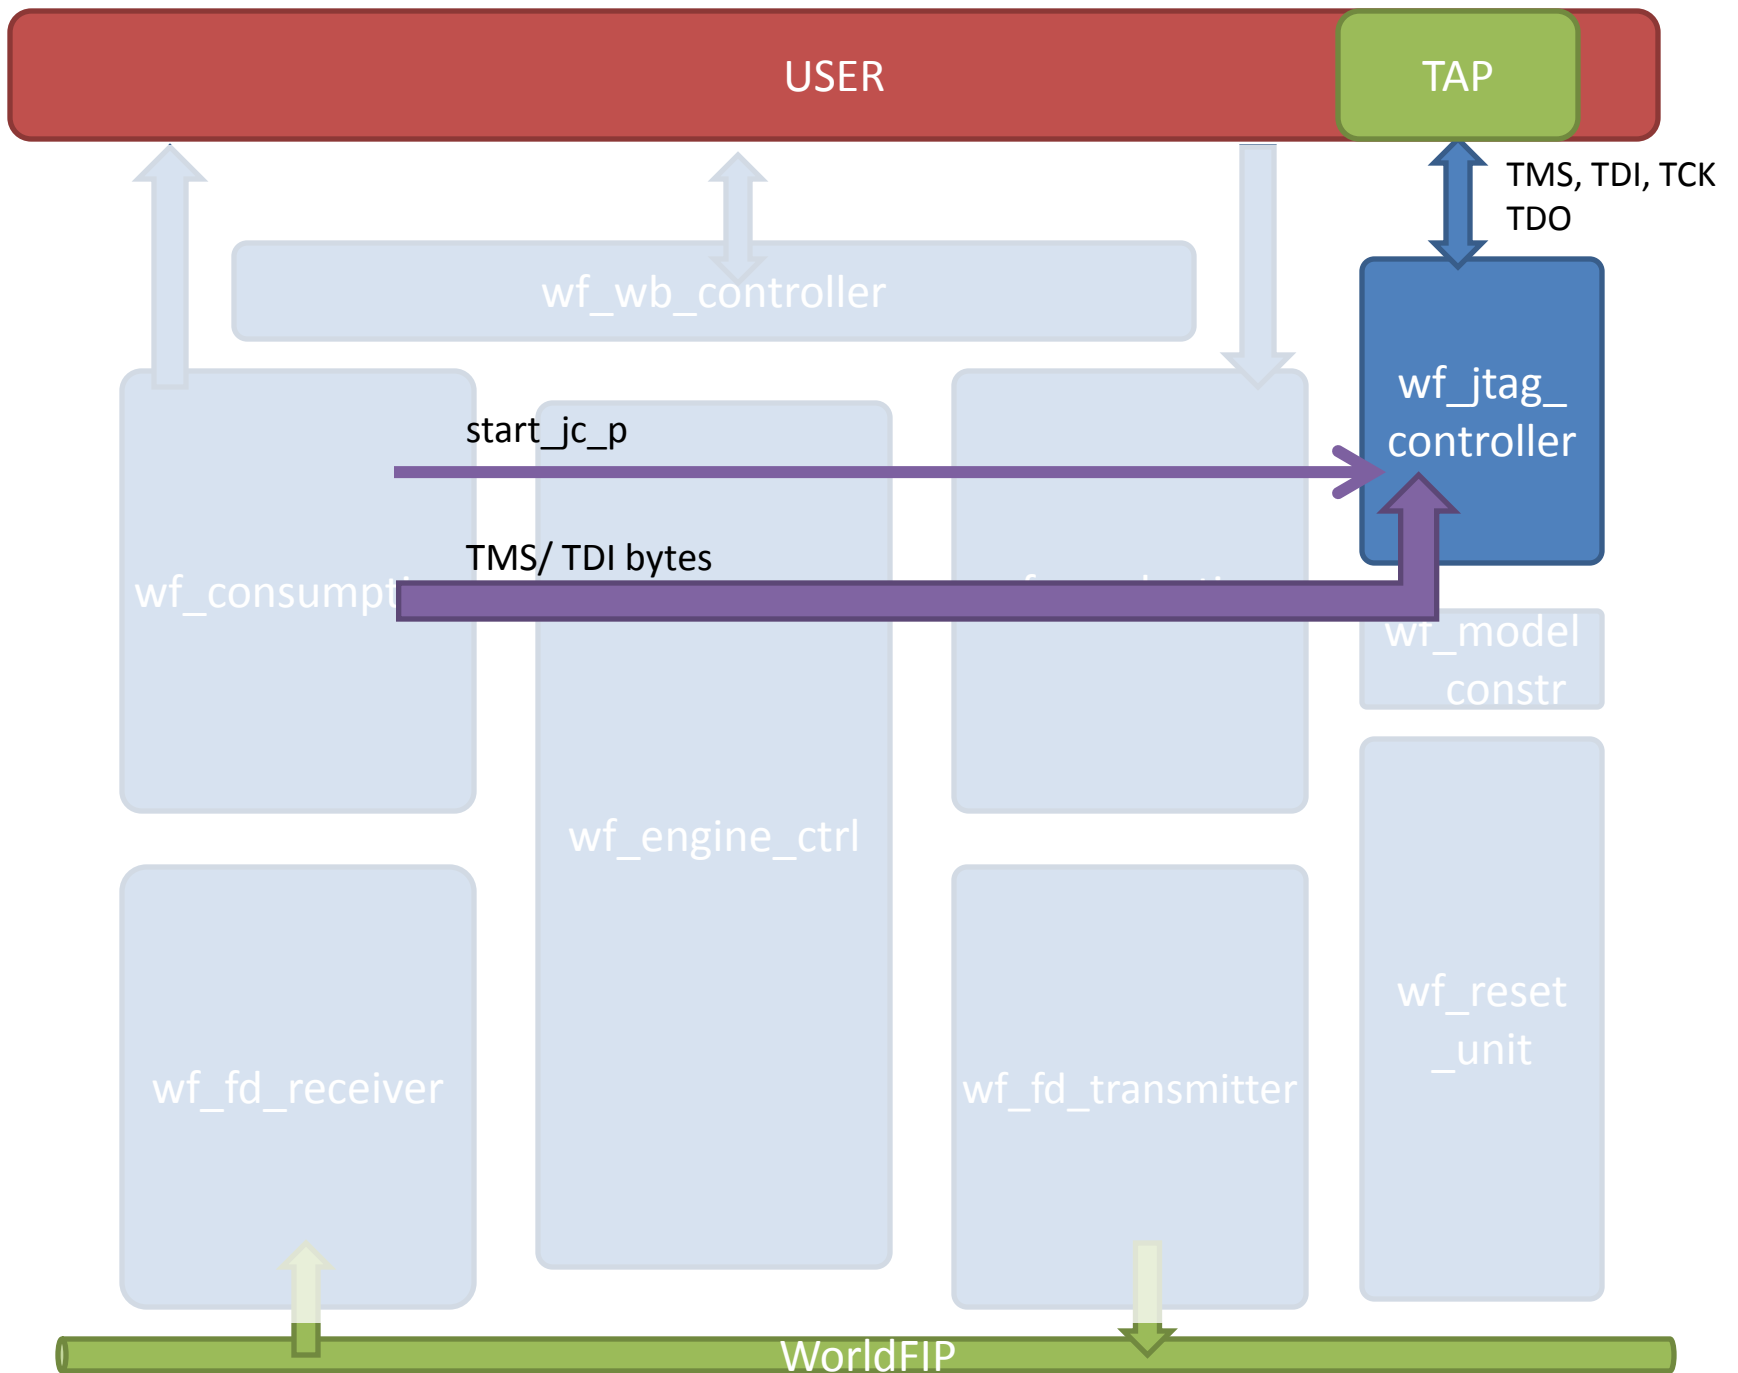 USER
TAP
TMS, TDI, TCK
TDO
wf_wb_controller
wf_jtag_
controller
start_jc_p
TMS/ TDI bytes
wf_model
constr
wf_engine_ctrl
wf_reset
_unit
wf_fd_receiver
wf_fd_transmitter
WorldFIP